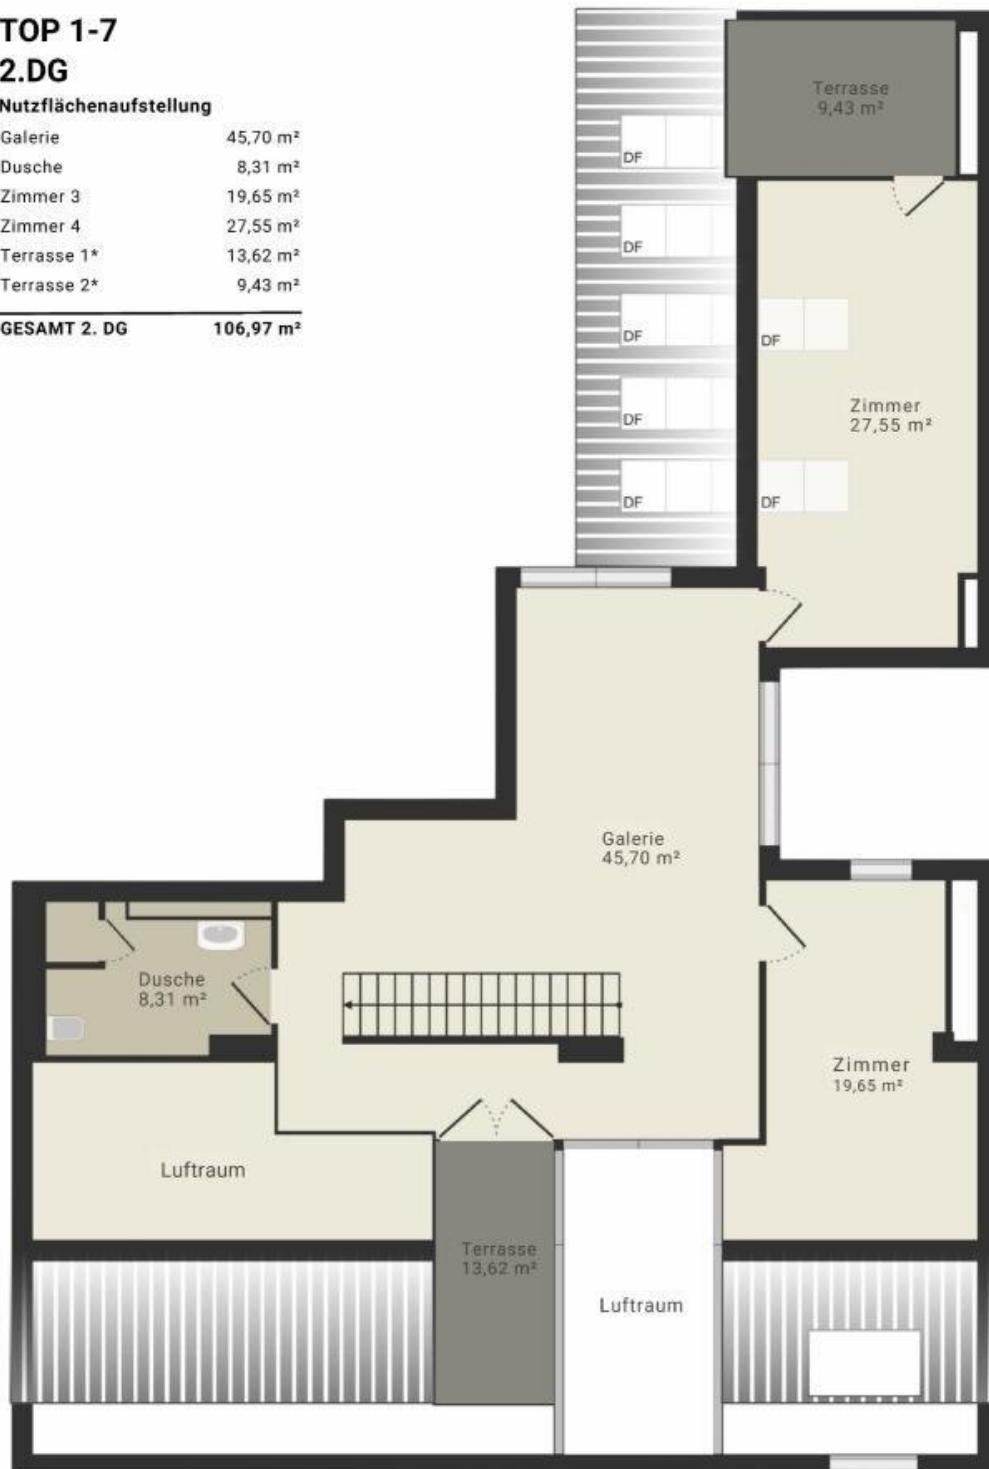 TOP 1-7
2.DG
Nutzflächenaufstellung
Galerie 45,70 m²
Dusche 8,31 m²
Zimmer 3 19,65 m²
Zimmer 4 27,55 m²
Terrasse 1* 13,62 m²
Terrasse 2* 9,43 m²
GESAMT 2. DG 106,97 m²
Terrasse
9,43 m²
DF
DF
DF
DF
Zimmer
27,55 m²
DF
DF
DF
Galerie
45,70 m²
Dusche
8,31 m²
Zimmer
19,65 m²
Luftraum
Terrasse
13,62 m²
Luftraum